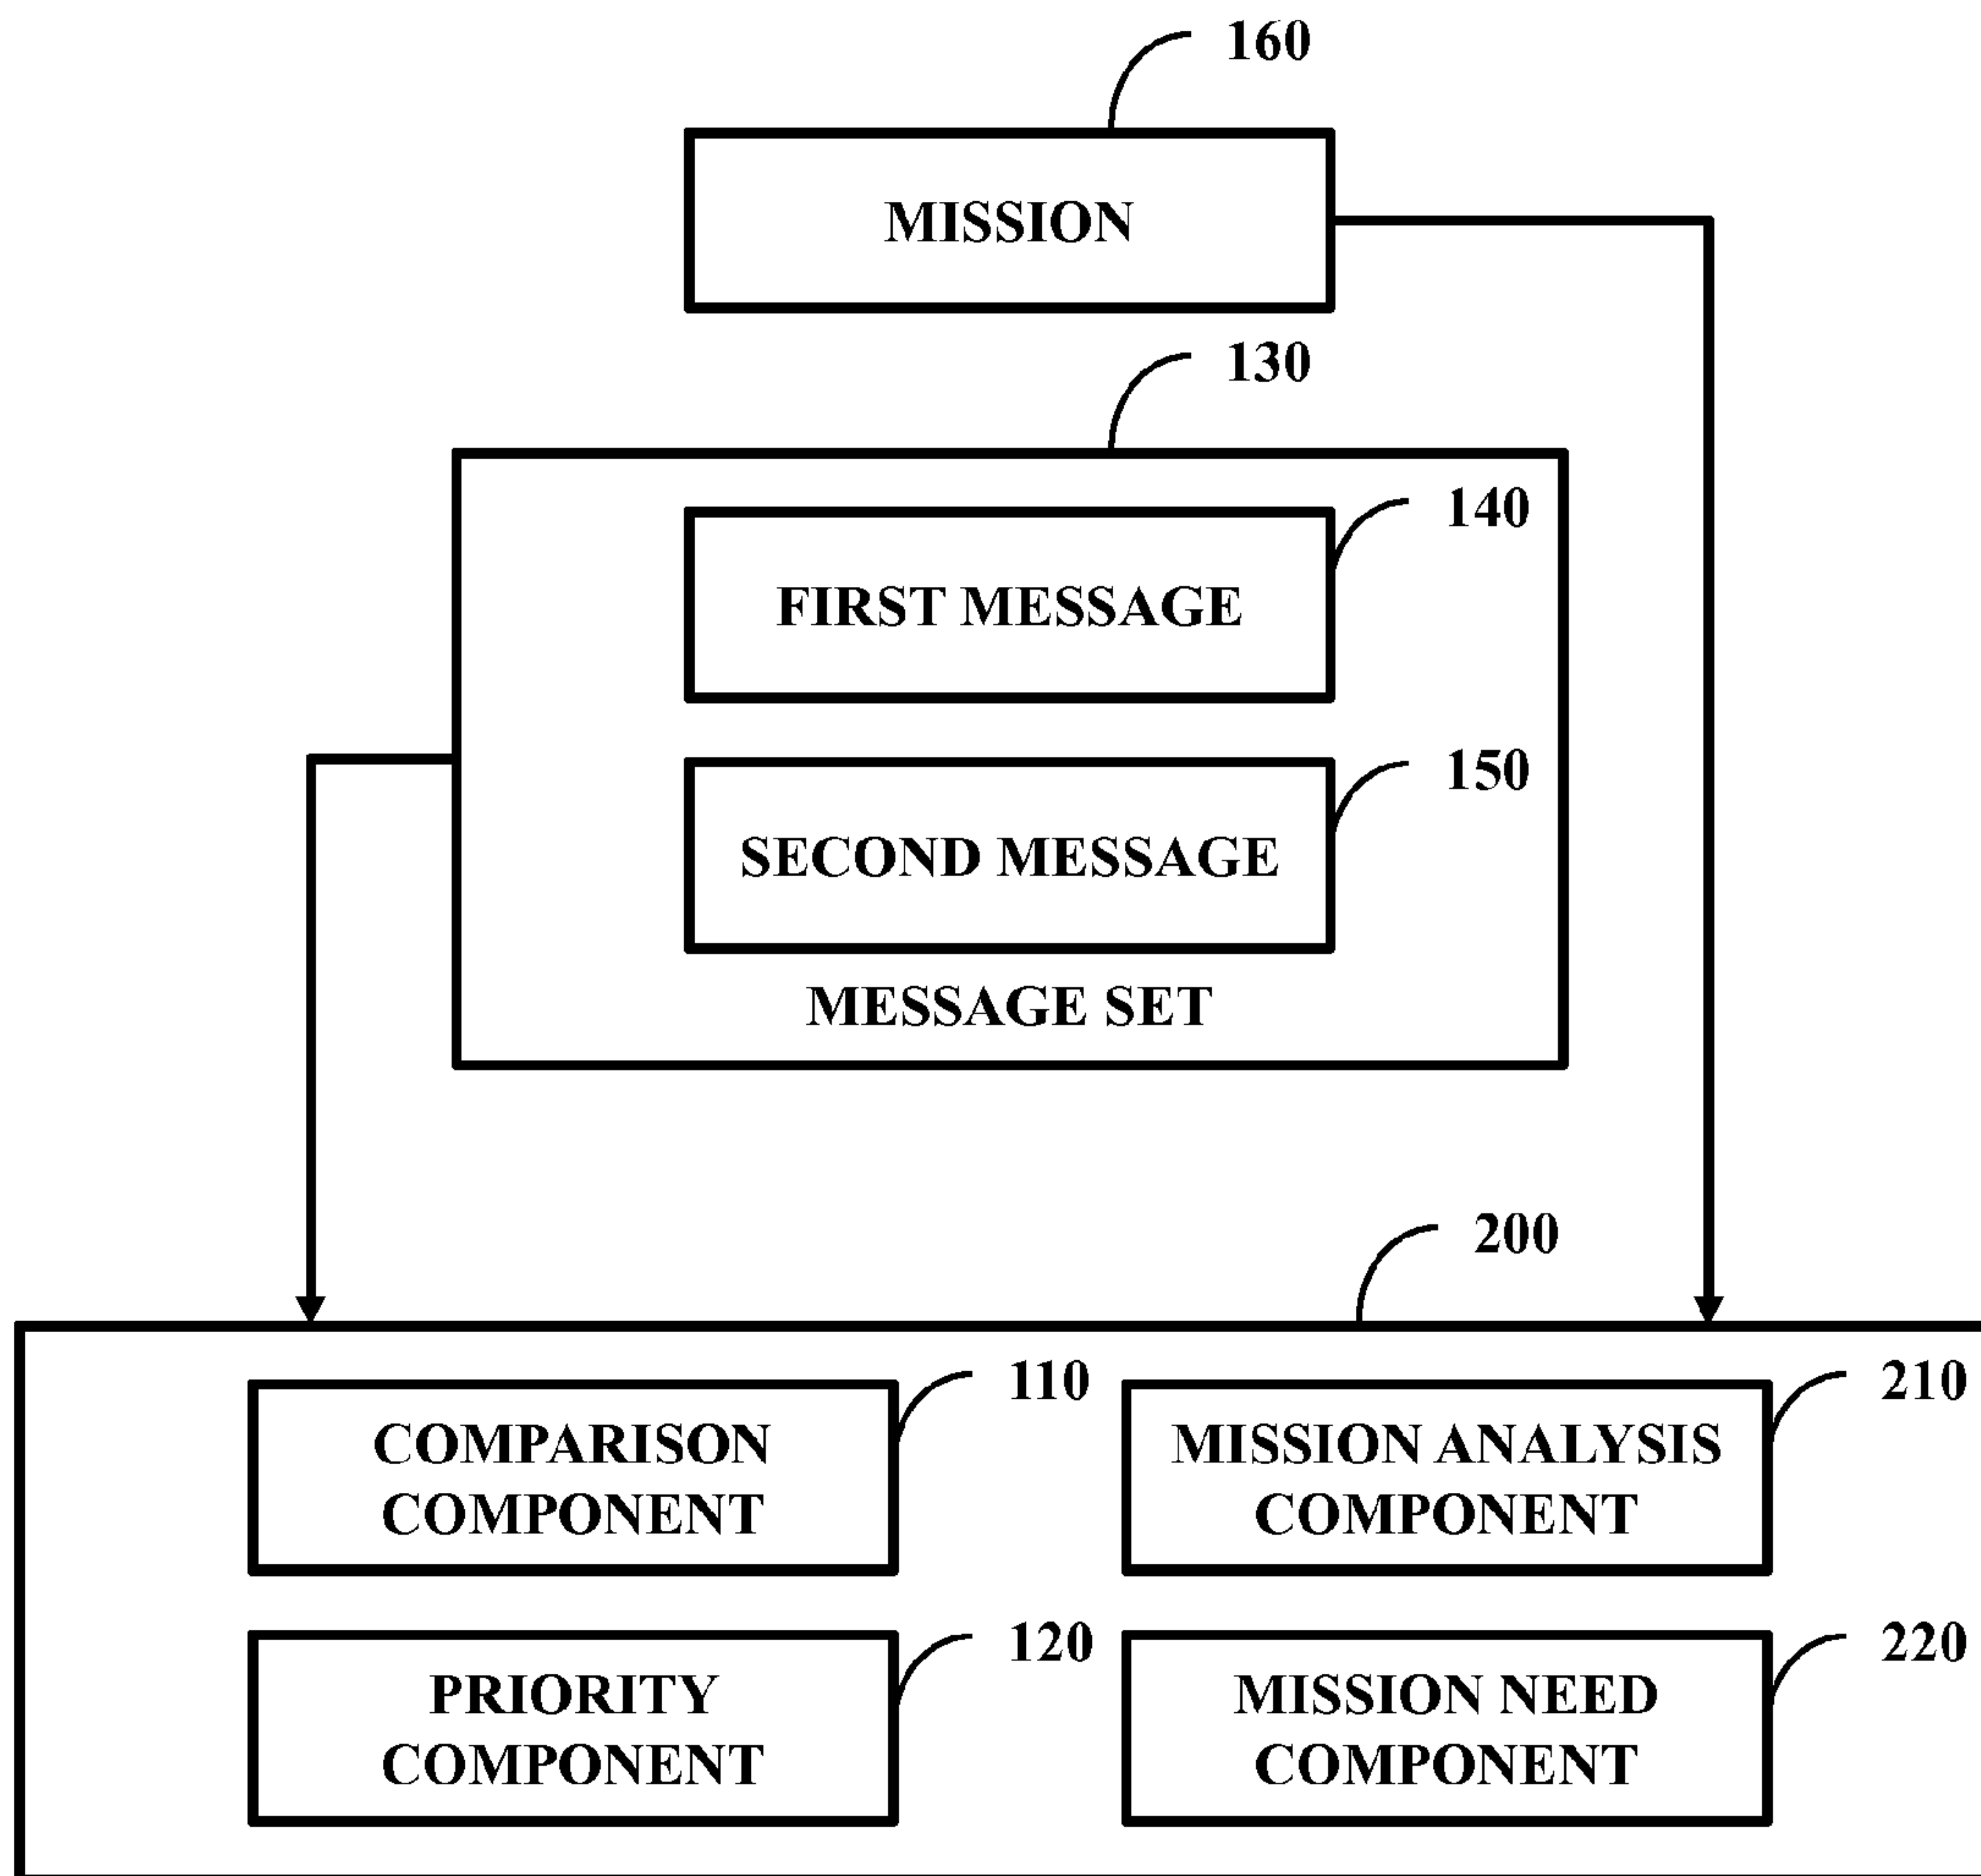 160
MISSION
130
140
FIRST MESSAGE
150
SECOND MESSAGE
MESSAGE SET
200
110
COMPARISON
COMPONENT
210
MISSION ANALYSIS
COMPONENT
120
PRIORITY
COMPONENT
220
MISSION NEED
COMPONENT